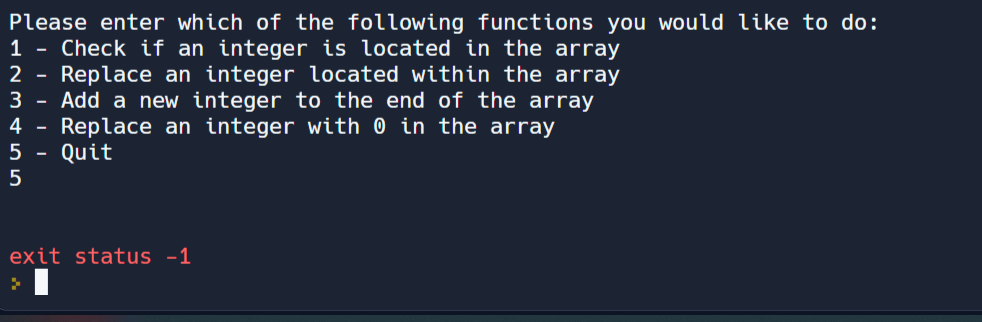 Please enter which of the following functions you would like to do:
1 - Check if an integer is located in the array
2 - Replace an integer located within the array
3 - Add a new integer to the end of the array
4 - Replace an integer with 0 in the array
5 - Quit
5
exit status -1